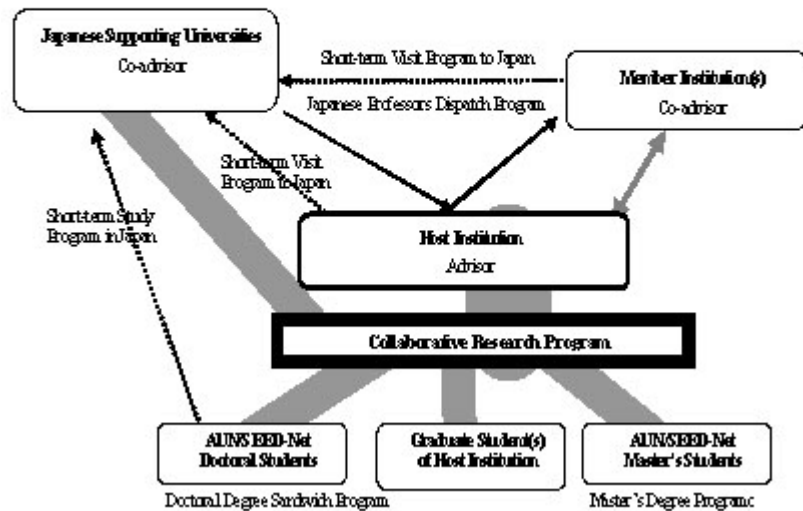 Japanese Supporting Universities
Co-advisor
Short-term Visit Program to Japan
Japanese Professors Dispatch Program
Member Institution(s)
Co-advisor
Short-term Visit
Program to Japan
Short-term Study
Program in Japan
Host Institution
Advisor
Collaborative Research Program
AUN/SEED-Net
Doctoral Students
Graduate Student(s)
of Host Institution
AUN/SEED-Net
Master's Students
Doctoral Degree Sandwich Program
Master's Degree Programc